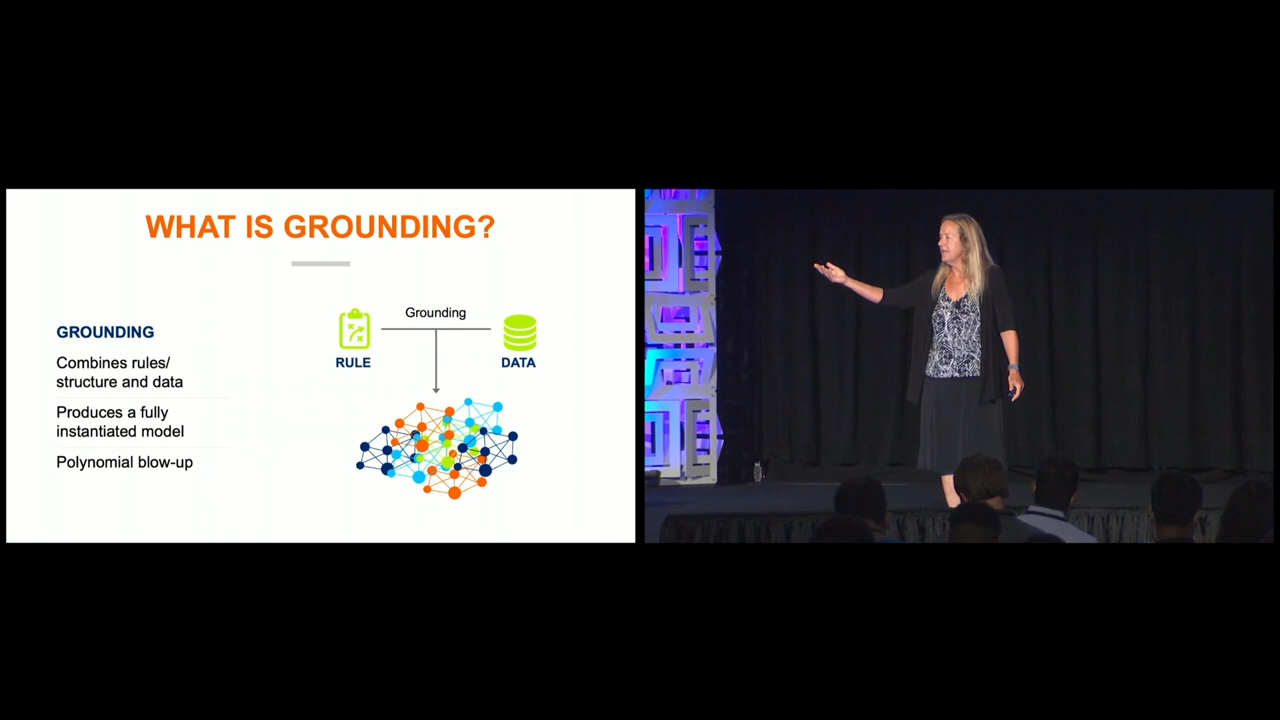 WHAT IS GROUNDING?
GROUNDING
Combines rules/
structure and data
Produces a fully
instantiated model
Polynomial blow-up
Grounding
RULE
DATA